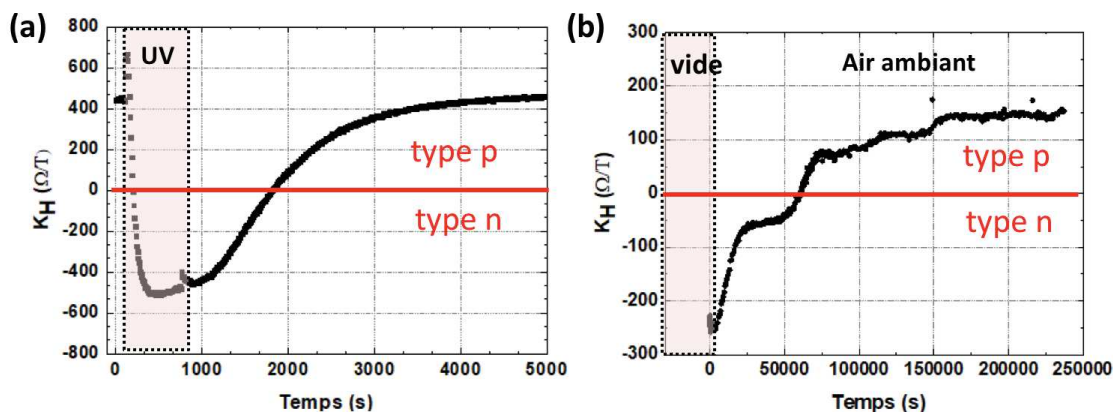 (a)
UV
type p
type n
K_H (Ω/T)
800
600
400
200
0
-200
-400
-600
-800
0 1000 2000 3000 4000 5000
Temps (s)
(b)
vide
Air ambiant
type p
type n
K_H (Ω/T)
300
200
100
0
-100
-200
-300
0 50000 100000 150000 200000 250000
Temps (s)